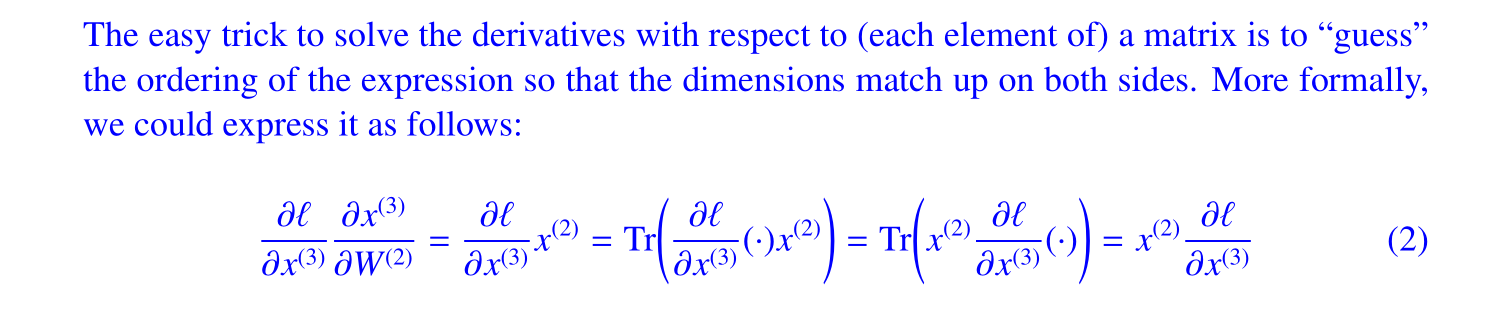 The easy trick to solve the derivatives with respect to (each element of) a matrix is to “guess”
the ordering of the expression so that the dimensions match up on both sides. More formally,
we could express it as follows:
∂ℓ/∂x⁽³⁾ ∂x⁽³⁾/∂W⁽²⁾ = ∂ℓ/∂x⁽³⁾ x⁽²⁾ = Tr(∂ℓ/∂x⁽³⁾ (·)x⁽²⁾) = Tr(x⁽²⁾ ∂ℓ/∂x⁽³⁾ (·)) = x⁽²⁾ ∂ℓ/∂x⁽³⁾ (2)